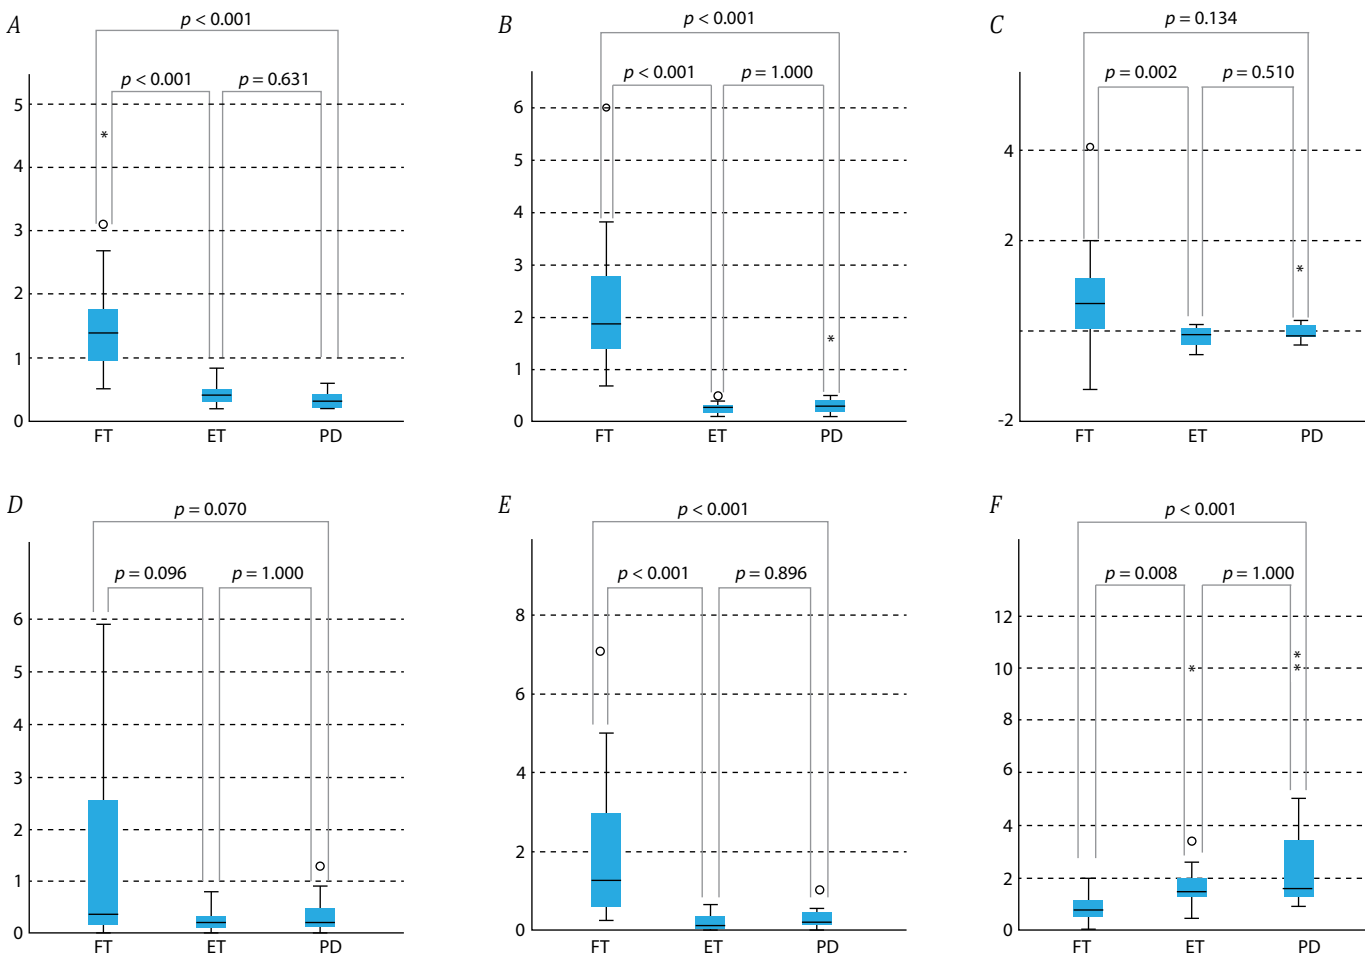 A
p < 0.001
p < 0.001
p = 0.631
5
*
4
3
2
1
0
FT ET PD
B
p < 0.001
p < 0.001
p = 1.000
6
5
4
3
2
*
1
0
FT ET PD
C
p = 0.134
p = 0.002
p = 0.510
4
2
*
-2
FT ET PD
D
p = 0.070
p = 0.096
p = 1.000
6
5
4
3
2
1
0
FT ET PD
E
p < 0.001
p < 0.001
p = 0.896
8
6
4
2
0
FT ET PD
F
p < 0.001
p = 0.008
p = 1.000
12
*
10 * *
8
6
4
2
0
FT ET PD